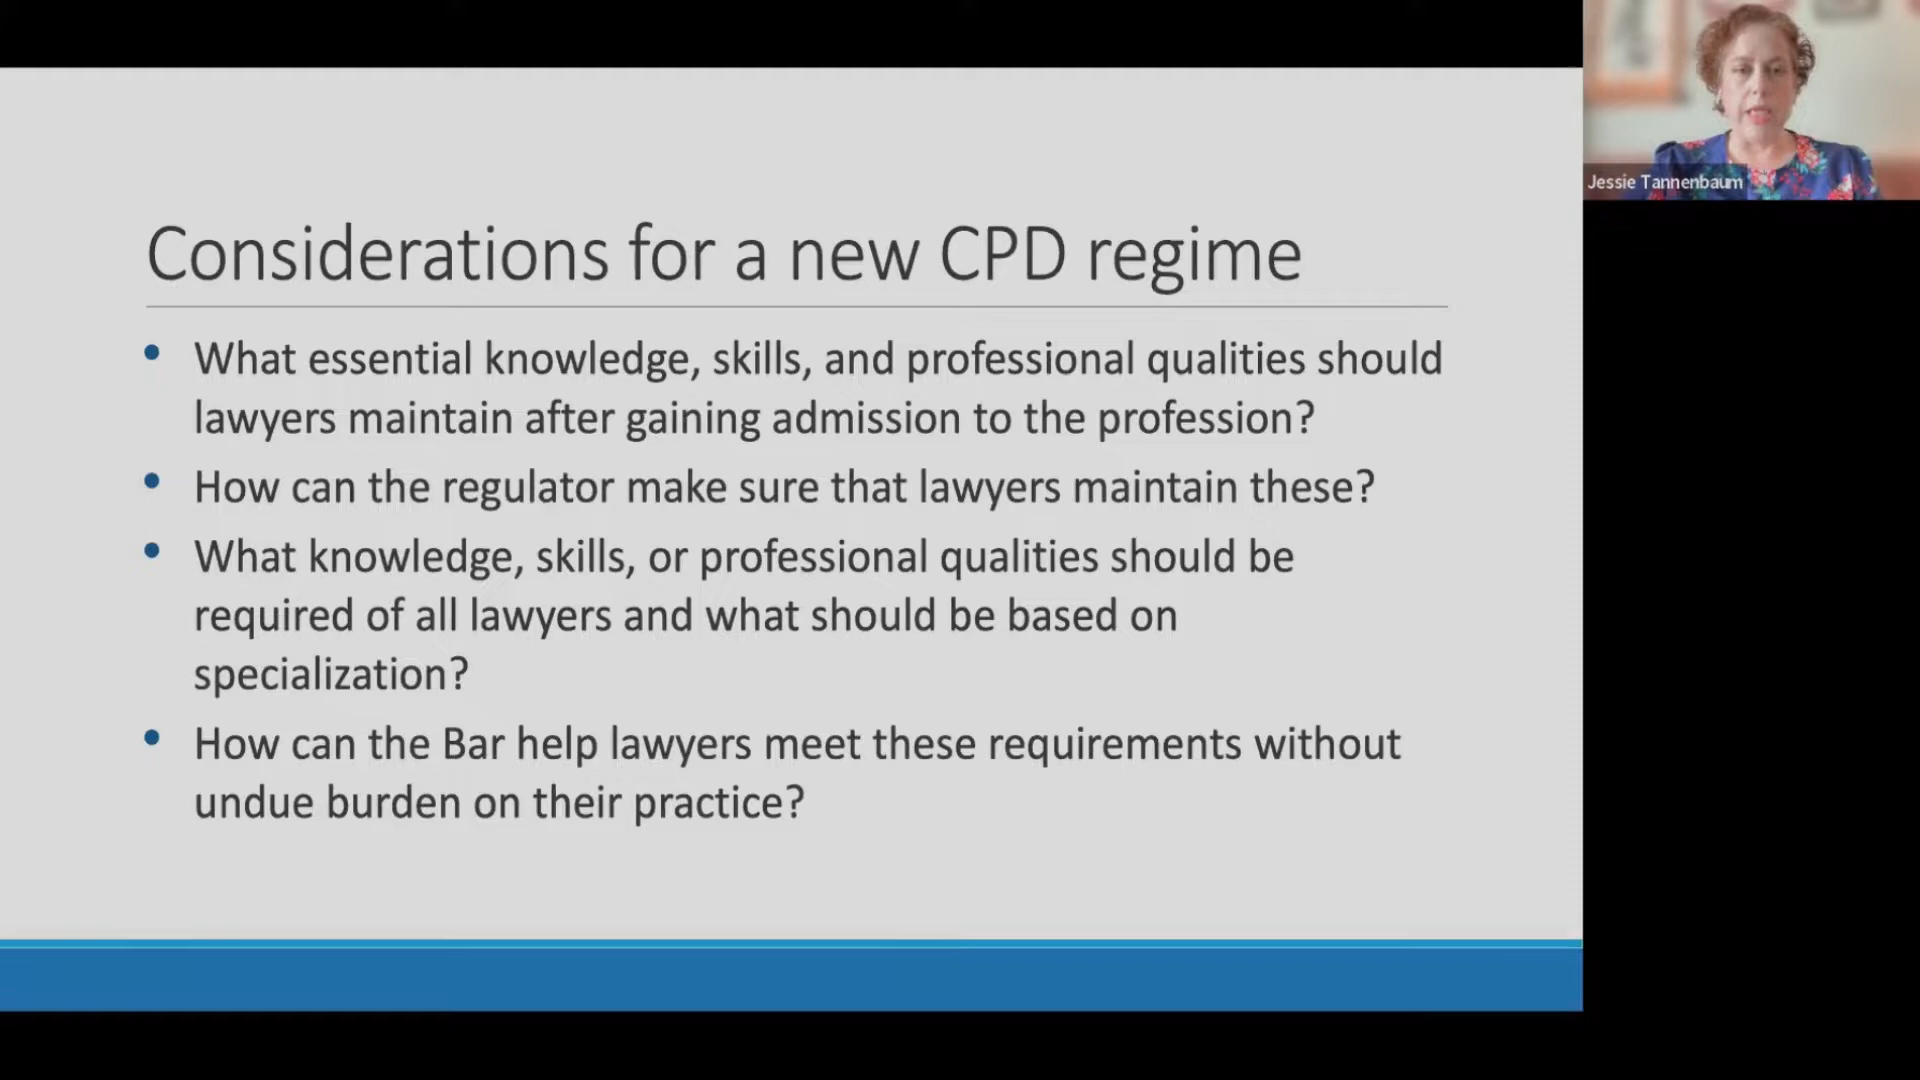 Considerations for a new CPD regime
• What essential knowledge, skills, and professional qualities should
lawyers maintain after gaining admission to the profession?
• How can the regulator make sure that lawyers maintain these?
• What knowledge, skills, or professional qualities should be
required of all lawyers and what should be based on
specialization?
• How can the Bar help lawyers meet these requirements without
undue burden on their practice?
Jessie Tannenbaum